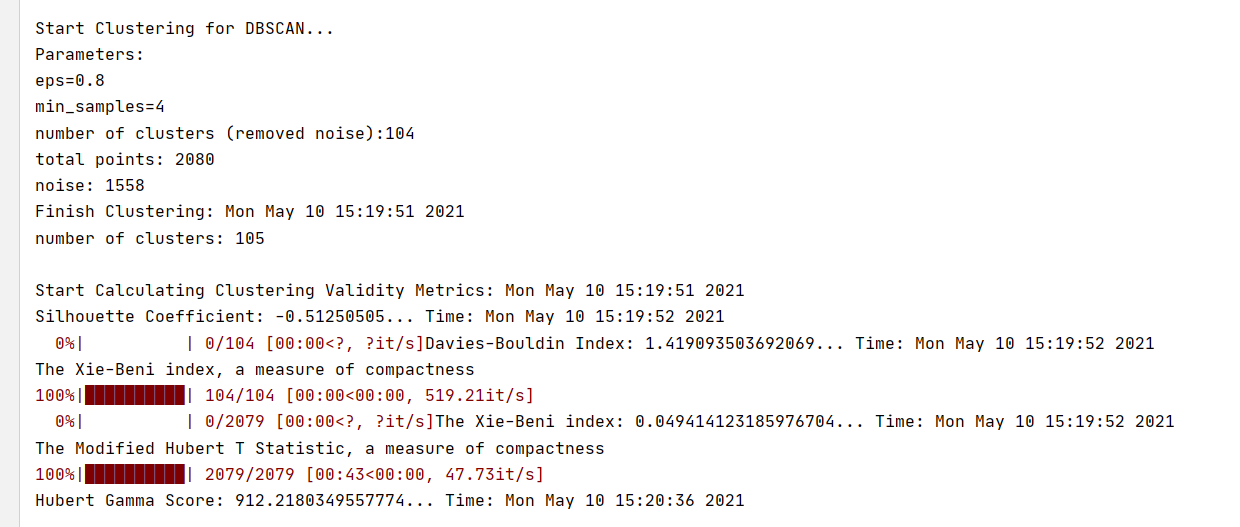 Start Clustering for DBSCAN...
Parameters:
eps=0.8
min_samples=4
number of clusters (removed noise):104
total points: 2080
noise: 1558
Finish Clustering: Mon May 10 15:19:51 2021
number of clusters: 105
Start Calculating Clustering Validity Metrics: Mon May 10 15:19:51 2021
Silhouette Coefficient: -0.51250505... Time: Mon May 10 15:19:52 2021
  0%|          | 0/104 [00:00<?, ?it/s]Davies-Bouldin Index: 1.419093503692069... Time: Mon May 10 15:19:52 2021
The Xie-Beni index, a measure of compactness
100%|██████████| 104/104 [00:00<00:00, 519.21it/s]
  0%|          | 0/2079 [00:00<?, ?it/s]The Xie-Beni index: 0.049414123185976704... Time: Mon May 10 15:19:52 2021
The Modified Hubert T Statistic, a measure of compactness
100%|██████████| 2079/2079 [00:43<00:00, 47.73it/s]
Hubert Gamma Score: 912.2180349557774... Time: Mon May 10 15:20:36 2021